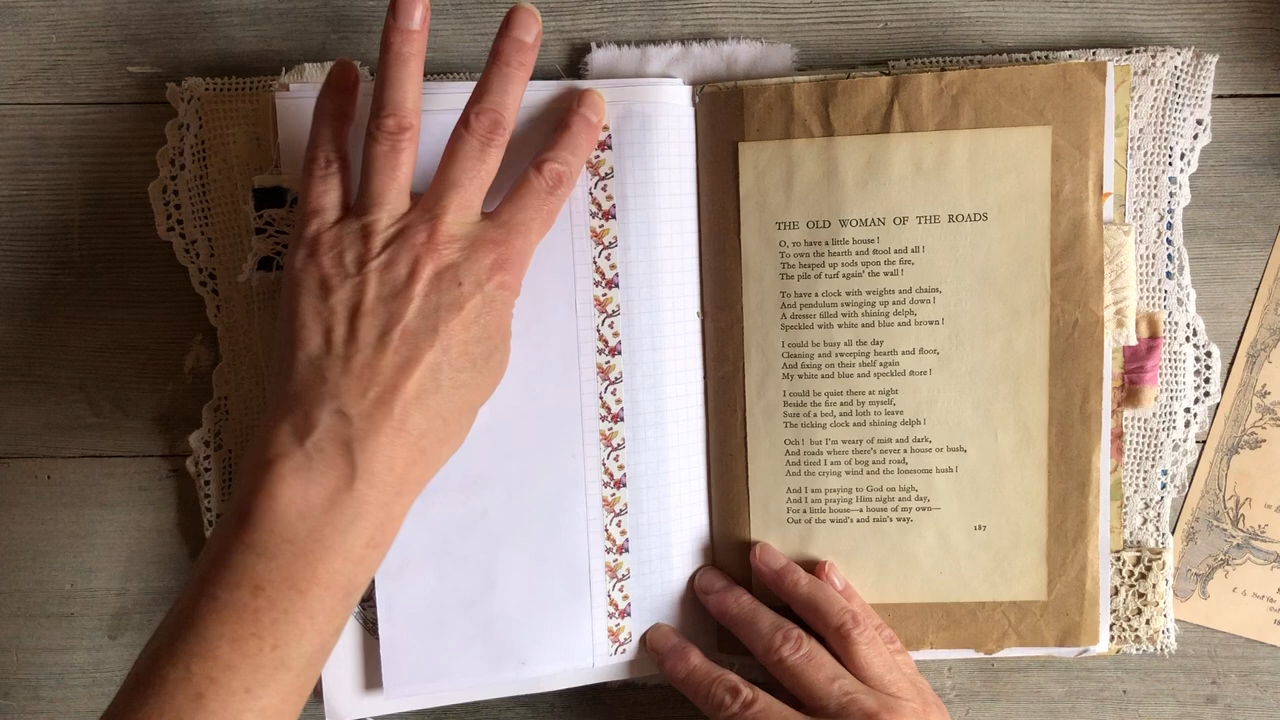 THE OLD WOMAN OF THE ROADS
O, TO have a little house !
To own the hearth and stool and all !
The heaped up sods upon the fire,
The pile of turf again' the wall !
To have a clock with weights and chains,
And pendulum swinging up and down !
A dresser filled with shining delph,
Speckled with white and blue and brown !
I could be busy all the day
Cleaning and sweeping hearth and floor,
And fixing on their shelf again
My white and blue and speckled store !
I could be quiet there at night
Beside the fire and by myself,
Sure of a bed, and loth to leave
The ticking clock and shining delph !
Och ! but I'm weary of mist and dark,
And roads where there's never a house or bush,
And tired I am of bog and road,
And the crying wind and the lonesome hush !
And I am praying to God on high,
And I am praying Him night and day,
For a little house—a house of my own—
Out of the wind's and rain's way.
187